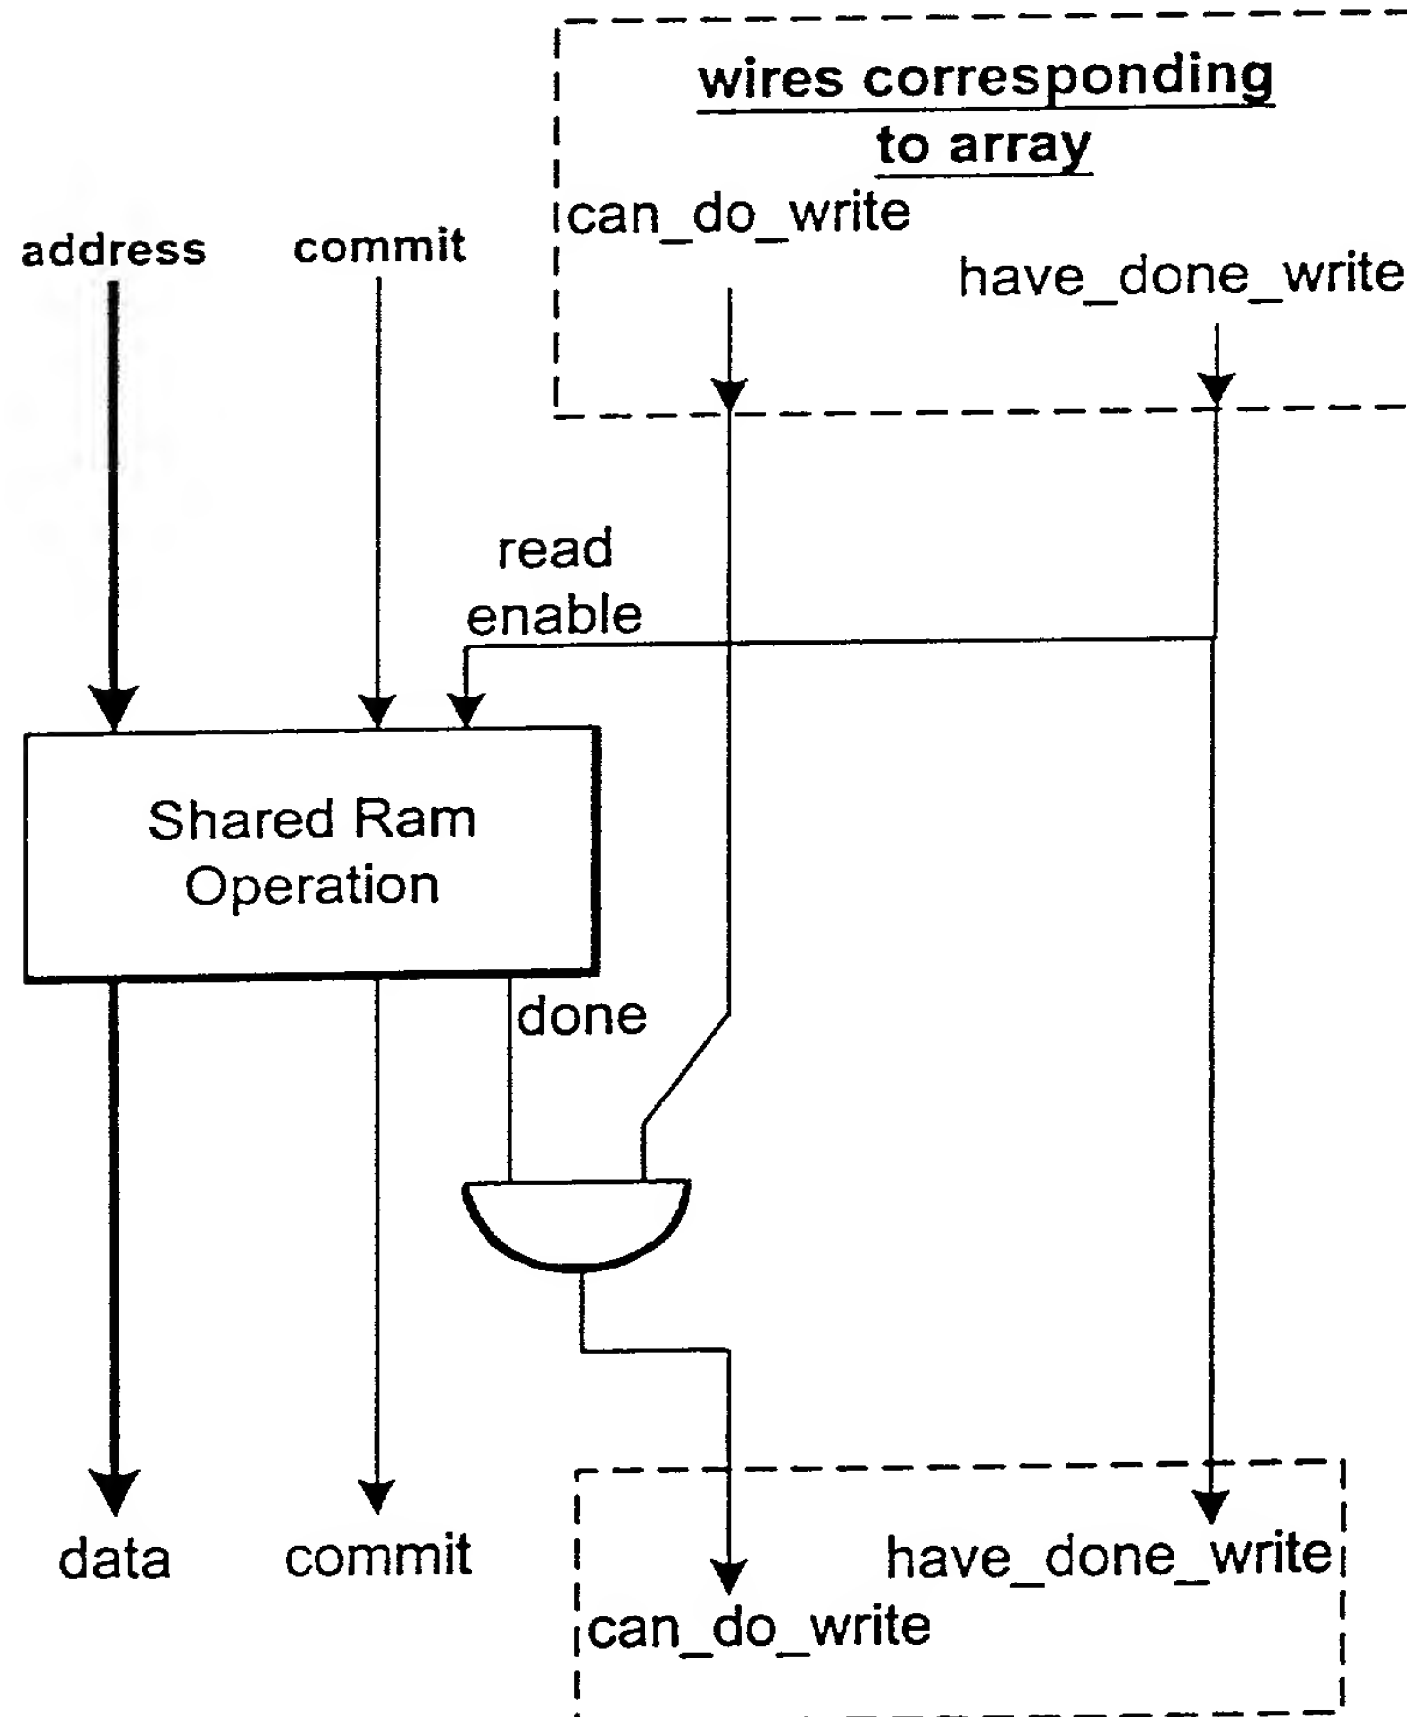 wires corresponding
to array
can_do_write
address
commit
have_done_write
read
enable
Shared Ram
Operation
done
data
commit
have_done_write
can_do_write